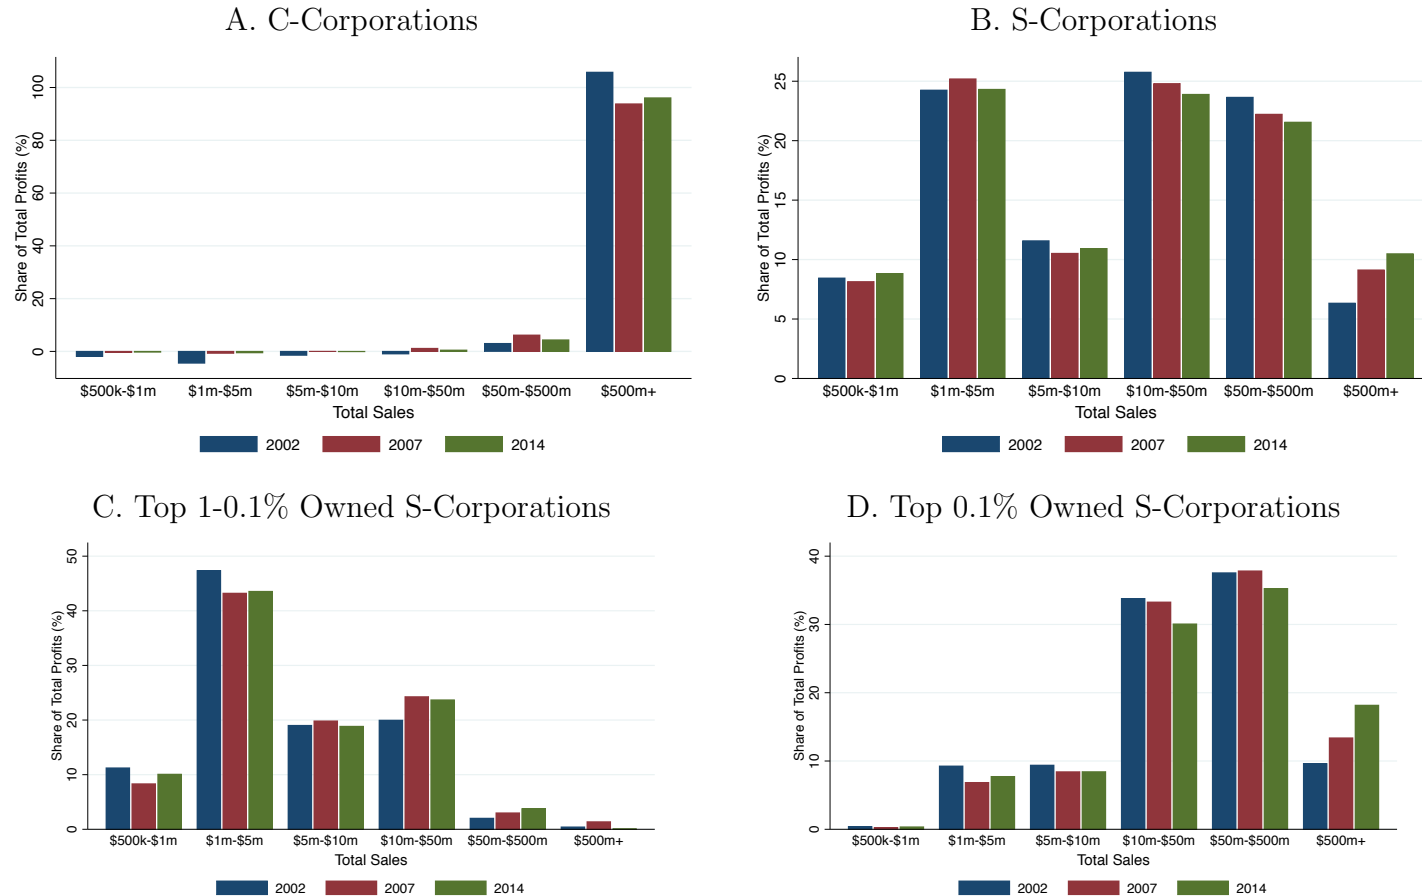 A. C-Corporations
Share of Total Profits (%)
100
80
60
40
20
0
$500k-$1m $1m-$5m $5m-$10m $10m-$50m $50m-$500m $500m+
Total Sales
2002 2007 2014
B. S-Corporations
Share of Total Profits (%)
25
20
15
10
5
0
$500k-$1m $1m-$5m $5m-$10m $10m-$50m $50m-$500m $500m+
Total Sales
2002 2007 2014
C. Top 1-0.1% Owned S-Corporations
Share of Total Profits (%)
50
40
30
20
10
0
$500k-$1m $1m-$5m $5m-$10m $10m-$50m $50m-$500m $500m+
Total Sales
2002 2007 2014
D. Top 0.1% Owned S-Corporations
Share of Total Profits (%)
40
30
20
10
0
$500k-$1m $1m-$5m $5m-$10m $10m-$50m $50m-$500m $500m+
Total Sales
2002 2007 2014